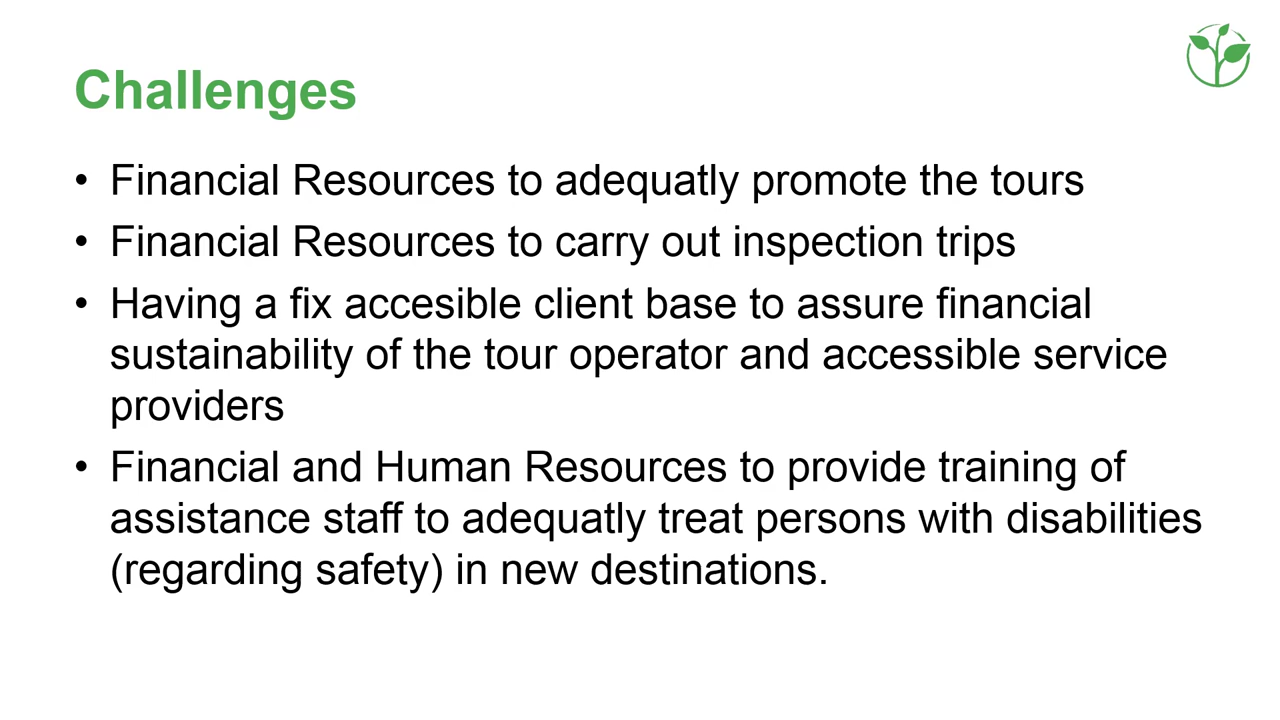 Challenges
• Financial Resources to adequatly promote the tours
• Financial Resources to carry out inspection trips
• Having a fix accesible client base to assure financial
sustainability of the tour operator and accessible service
providers
• Financial and Human Resources to provide training of
assistance staff to adequatly treat persons with disabilities
(regarding safety) in new destinations.